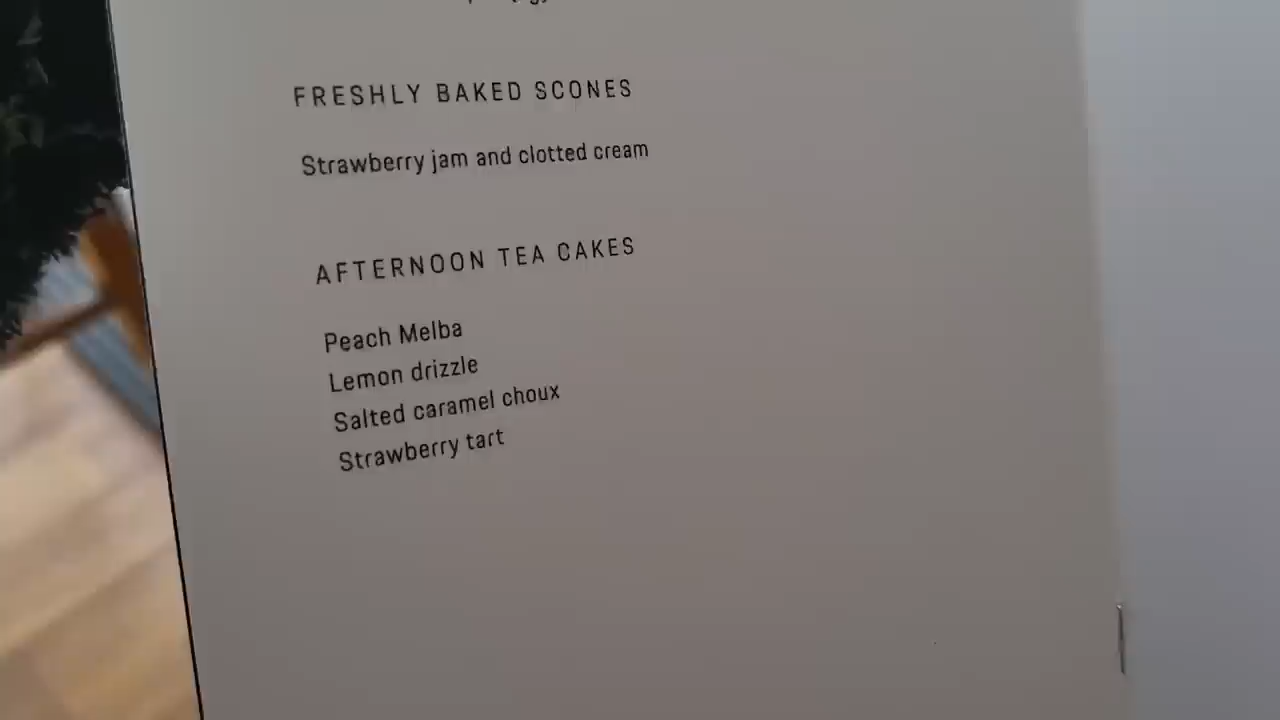 FRESHLY BAKED SCONES
Strawberry jam and clotted cream
AFTERNOON TEA CAKES
Peach Melba
Lemon drizzle
Salted caramel choux
Strawberry tart